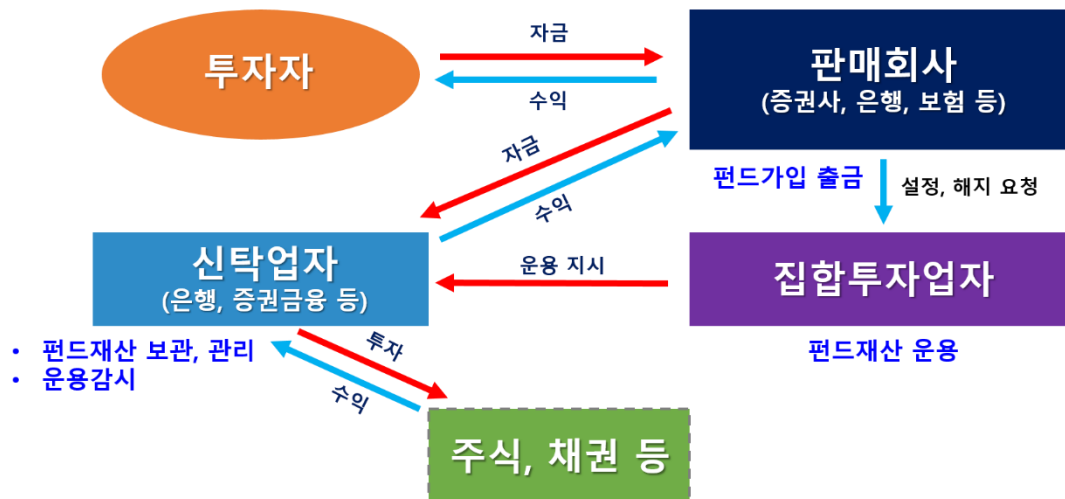 투자자
자금
수익
판매회사
(증권사, 은행, 보험 등)
자금
수익
펀드가입 출금
설정, 해지 요청
신탁업자
(은행, 증권금융 등)
운용 지시
집합투자업자
• 펀드재산 보관, 관리
• 운용감시
투자
수익
펀드재산 운용
주식, 채권 등